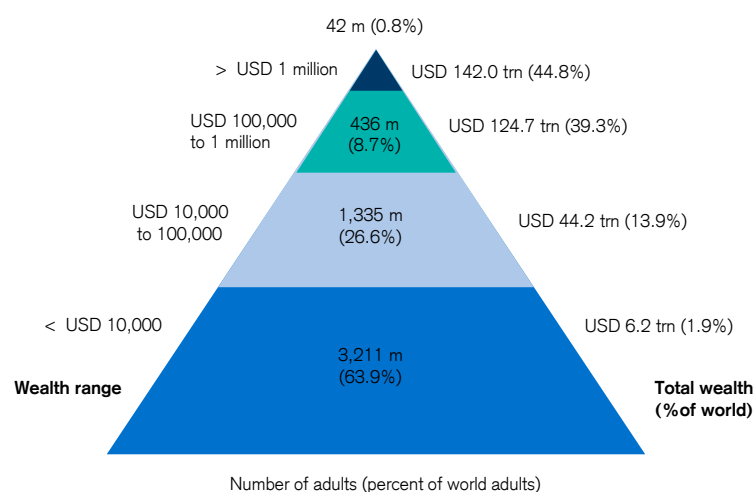 42 m (0.8%)
> USD 1 million
USD 142.0 trn (44.8%)
USD 100,000
to 1 million
436 m
(8.7%)
USD 124.7 trn (39.3%)
USD 10,000
to 100,000
1,335 m
(26.6%)
USD 44.2 trn (13.9%)
< USD 10,000
USD 6.2 trn (1.9%)
3,211 m
(63.9%)
Wealth range
Total wealth
(%of world)
Number of adults (percent of world adults)